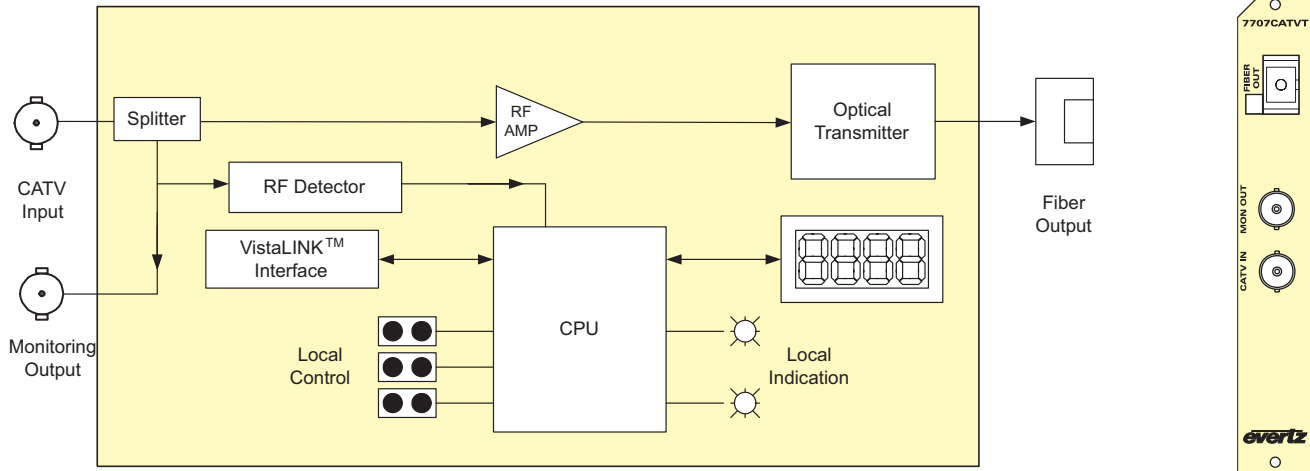 CATV
Input
Monitoring
Output
Splitter
RF
AMP
Optical
Transmitter
Fiber
Output
RF Detector
VistaLINK™
Interface
CPU
Local
Control
Local
Indication
7707CATVT
FIBER
OUT
MON OUT
CATV IN
evertz